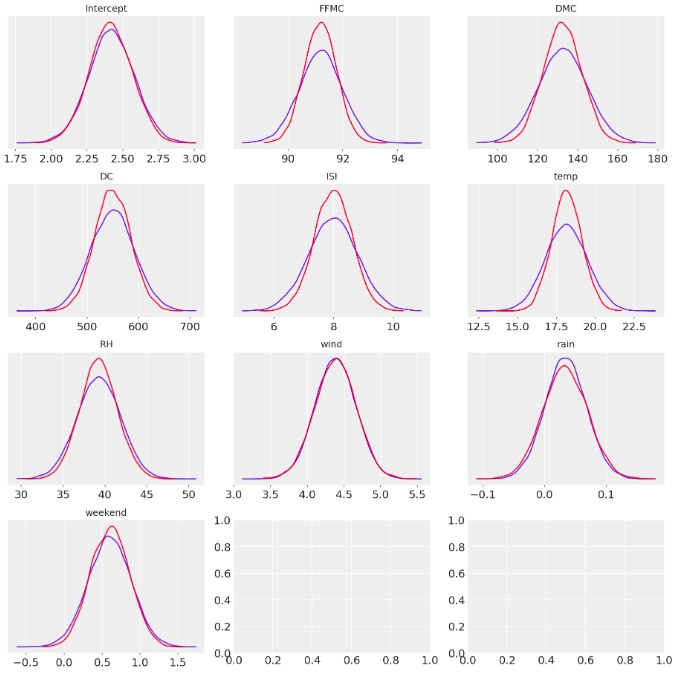 Intercept FFMC DMC
1.75 2.00 2.25 2.50 2.75 3.00 90 92 94 100 120 140 160 180
DC ISI temp
400 500 600 700 6 8 10 12.5 15.0 17.5 20.0 22.5
RH wind rain
30 35 40 45 50 3.0 3.5 4.0 4.5 5.0 5.5 −0.1 0.0 0.1
weekend
1.0 1.0
0.8 0.8
0.6 0.6
0.4 0.4
0.2 0.2
0.0 0.0
−0.5 0.0 0.5 1.0 1.5 0.0 0.2 0.4 0.6 0.8 1.0 0.0 0.2 0.4 0.6 0.8 1.0